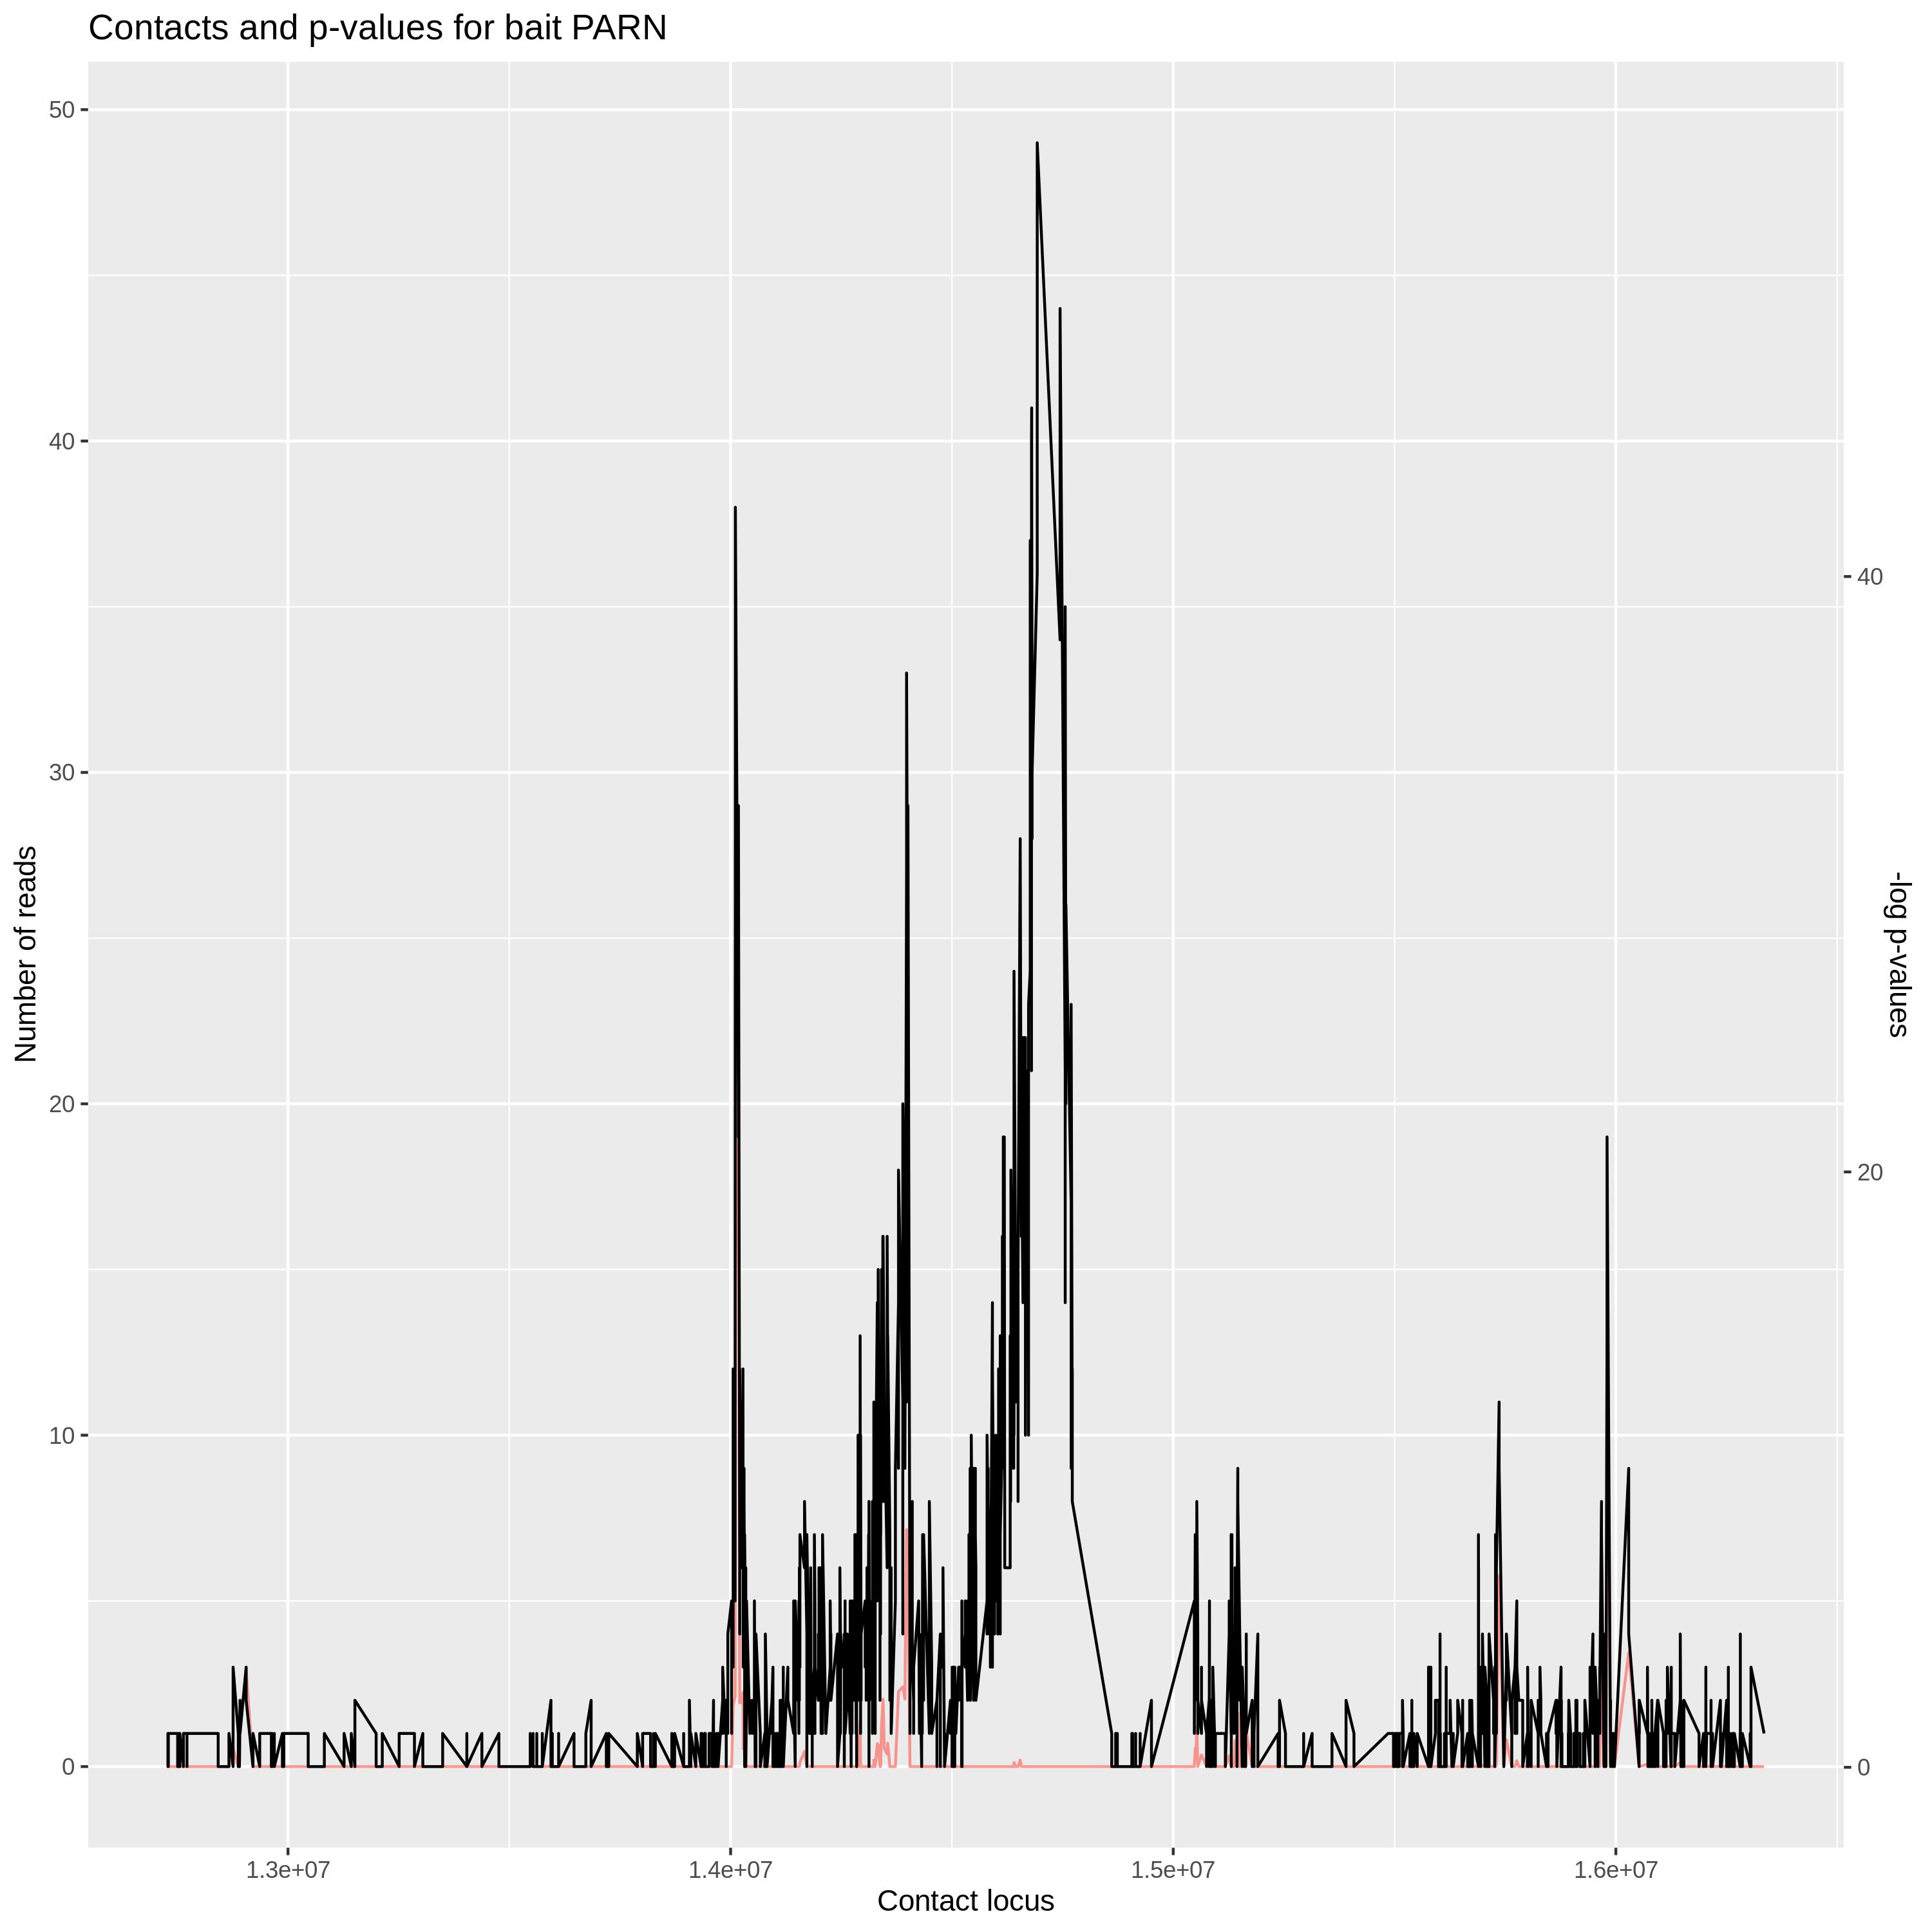 Contacts and p-values for bait PARN
50
40
30
20
10
0
Number of reads
40
20
0
-log p-values
1.3e+07
1.4e+07
1.5e+07
1.6e+07
Contact locus